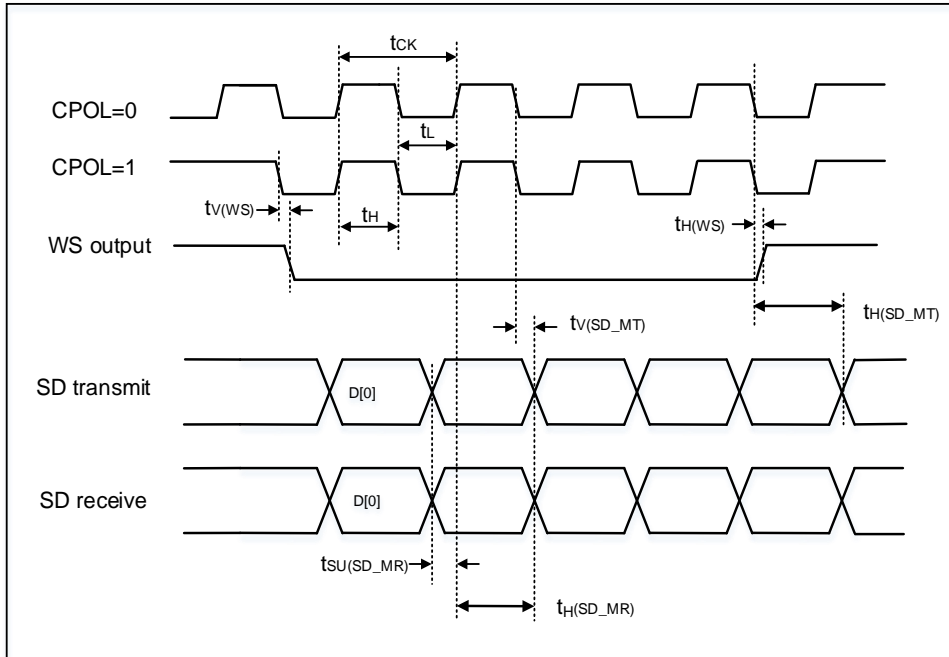 tCK
CPOL=0
tL
CPOL=1
tV(WS)
tH
tH(WS)
WS output
tV(SD_MT)
tH(SD_MT)
SD transmit
D[0]
SD receive
D[0]
tSU(SD_MR)
tH(SD_MR)